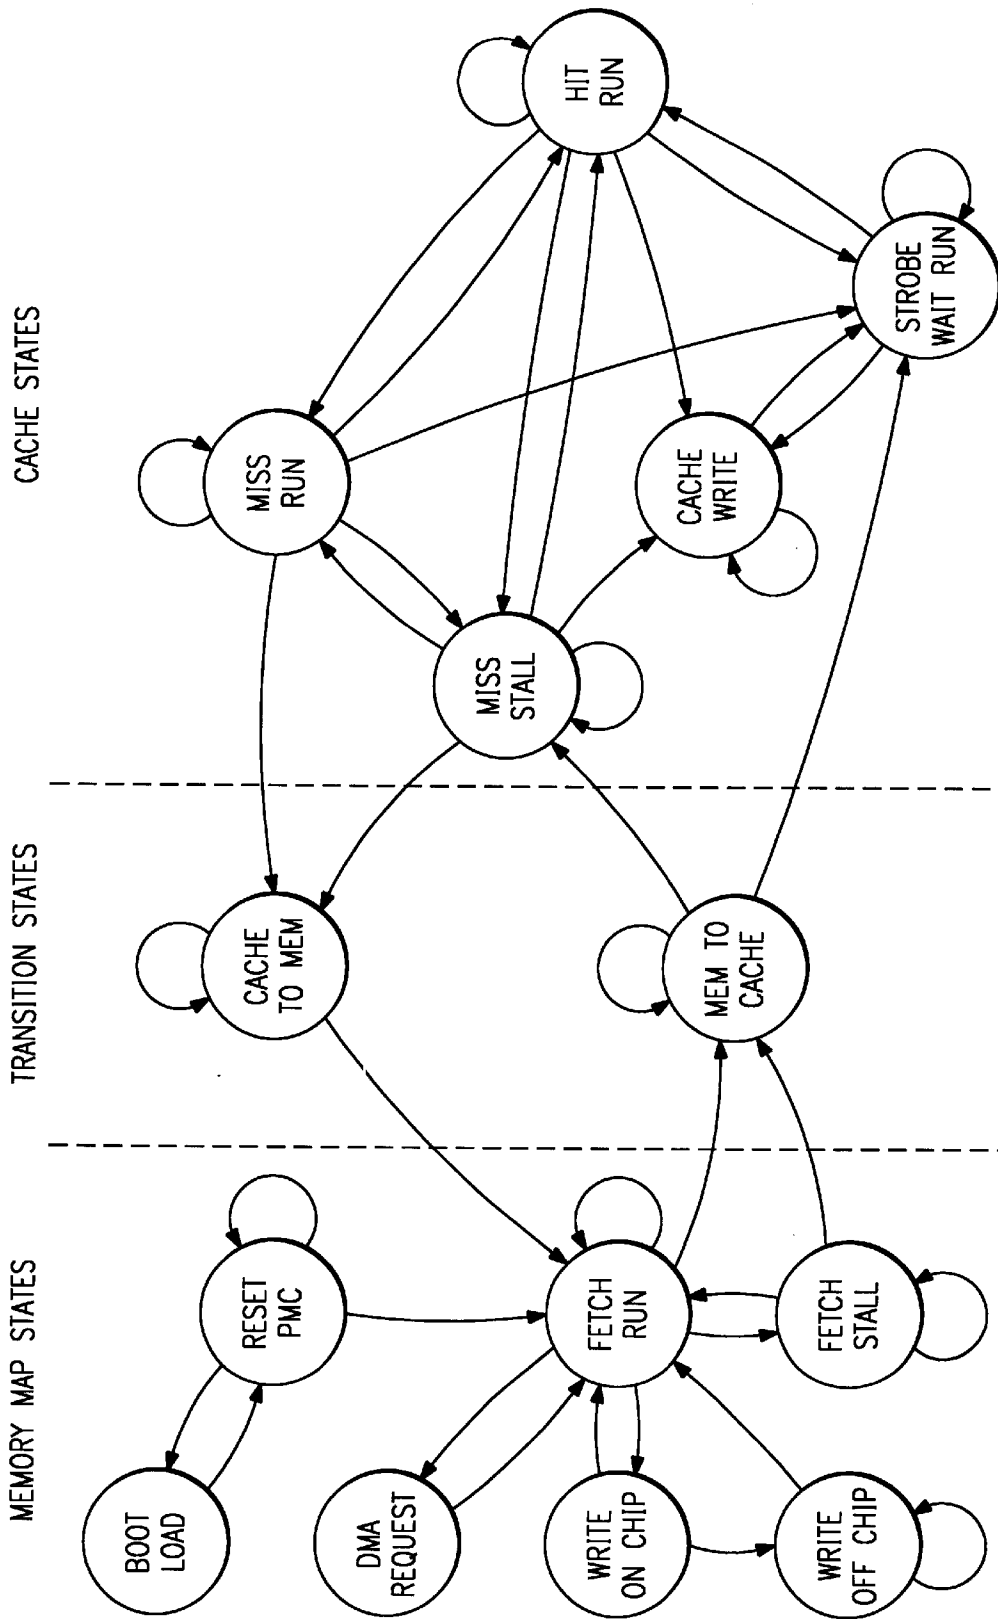 MEMORY MAP STATES
TRANSITION STATES
CACHE STATES
BOOT
LOAD
RESET
PMC
DMA
REQUEST
WRITE
ON CHIP
WRITE
OFF CHIP
FETCH
RUN
FETCH
STALL
CACHE
TO MEM
MEM TO
CACHE
MISS
RUN
MISS
STALL
CACHE
WRITE
HIT
RUN
STROBE
WAIT RUN